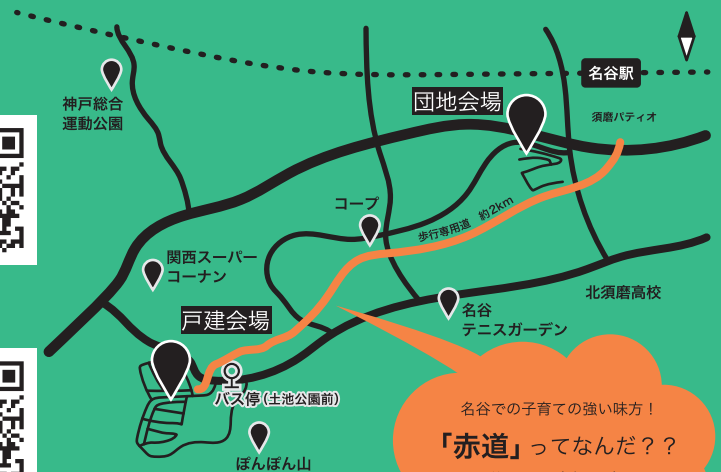 名谷駅
神戸総合
運動公園
団地会場
須磨パティオ
コープ
歩行専用道 約2km
関西スーパー
コーナン
北須磨高校
名谷
テニスガーデン
戸建会場
バス停(土池公園前)
ぽんぽん山
名谷での子育ての強い味方！
「赤道」ってなんだ？？